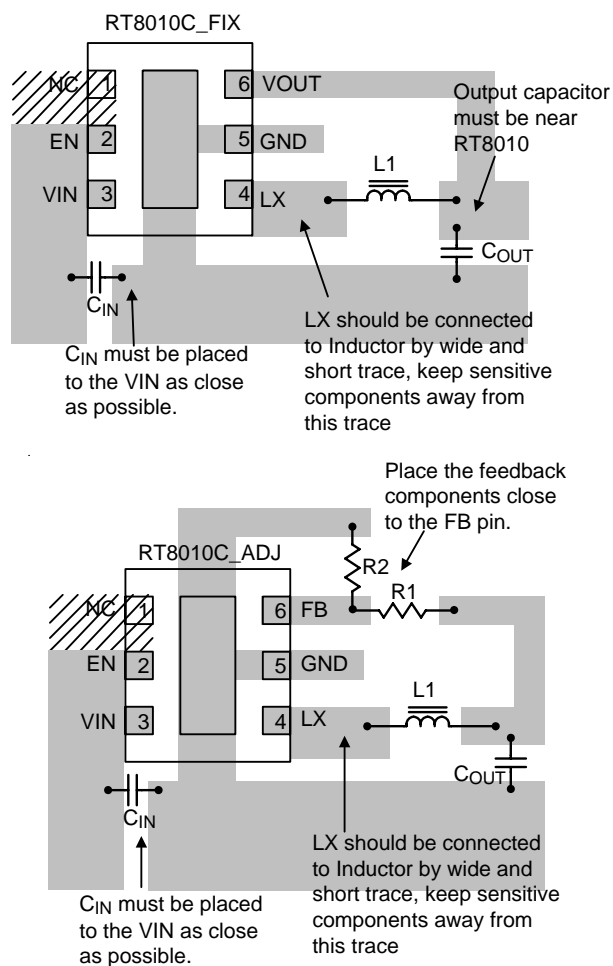 RT8010C_FIX
NC 1
6 VOUT
EN 2
5 GND
VIN 3
4 LX
L1
Output capacitor
must be near
RT8010
COUT
CIN
CIN must be placed
to the VIN as close
as possible.
LX should be connected
to Inductor by wide and
short trace, keep sensitive
components away from
this trace
Place the feedback
components close
to the FB pin.
RT8010C_ADJ
R2
R1
NC 1
6 FB
EN 2
5 GND
VIN 3
4 LX
L1
COUT
CIN
CIN must be placed
to the VIN as close
as possible.
LX should be connected
to Inductor by wide and
short trace, keep sensitive
components away from
this trace